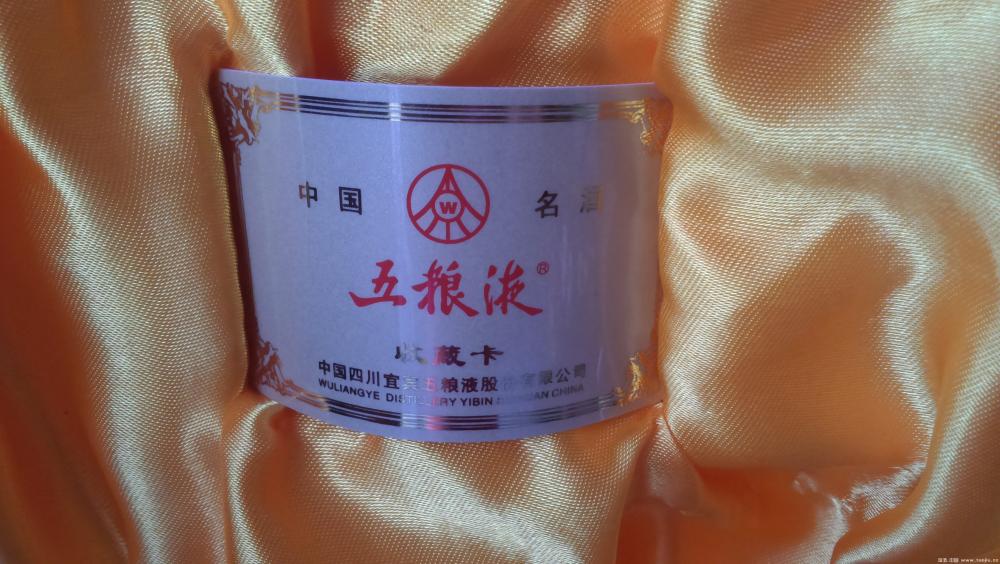 中国 名酒
W
五粮液®
收藏卡
中国四川宜宾五粮液股份有限公司
WULIANGYE DISTILLERY YIBIN SICHUAN CHINA